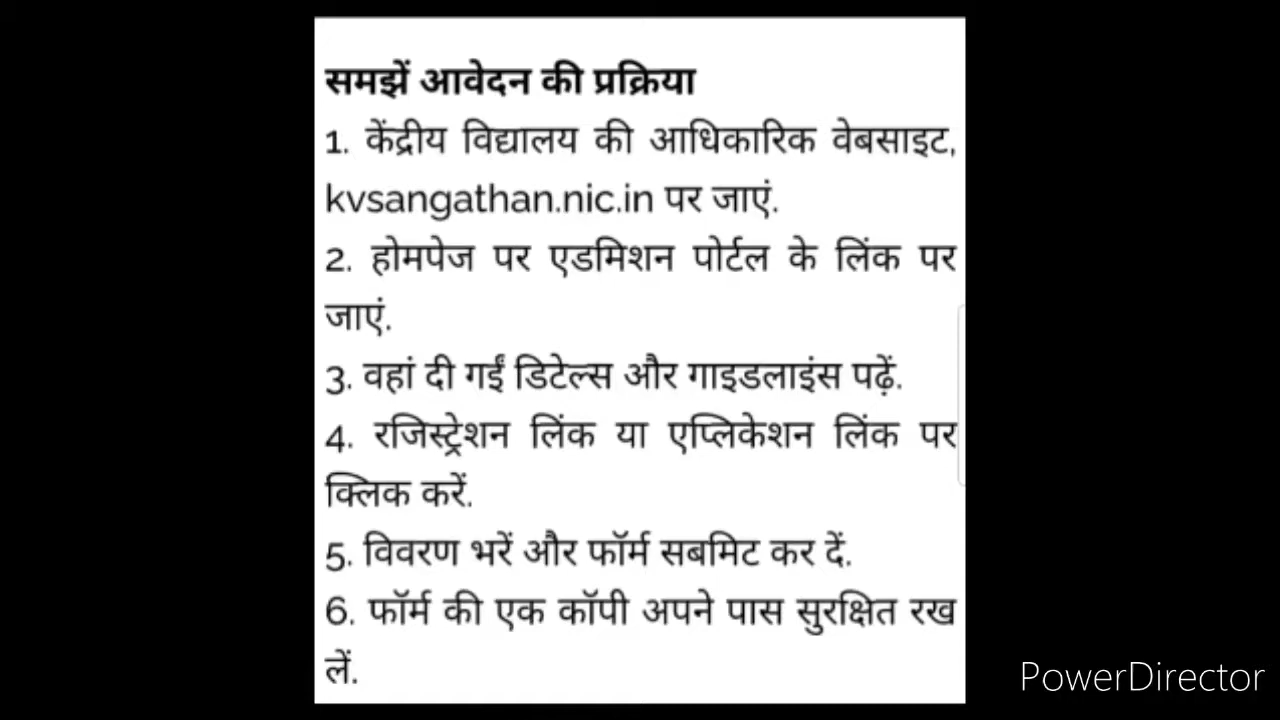 समझें आवेदन की प्रक्रिया
1. केंद्रीय विद्यालय की आधिकारिक वेबसाइट,
kvsangathan.nic.in पर जाएं.
2. होमपेज पर एडमिशन पोर्टल के लिंक पर
जाएं.
3. वहां दी गईं डिटेल्स और गाइडलाइंस पढ़ें.
4. रजिस्ट्रेशन लिंक या एप्लिकेशन लिंक पर
क्लिक करें.
5. विवरण भरें और फॉर्म सबमिट कर दें.
6. फॉर्म की एक कॉपी अपने पास सुरक्षित रख
लें.
PowerDirector